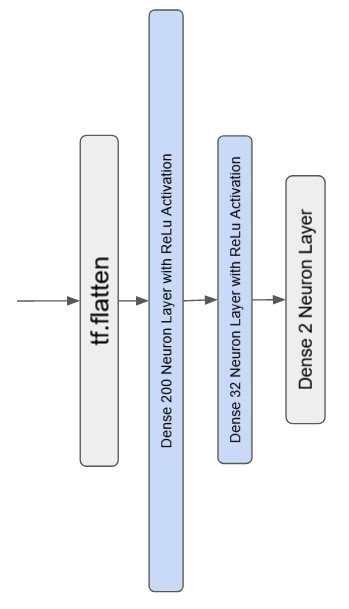 tf.flatten
Dense 200 Neuron Layer with ReLu Activation
Dense 32 Neuron Layer with ReLu Activation
Dense 2 Neuron Layer